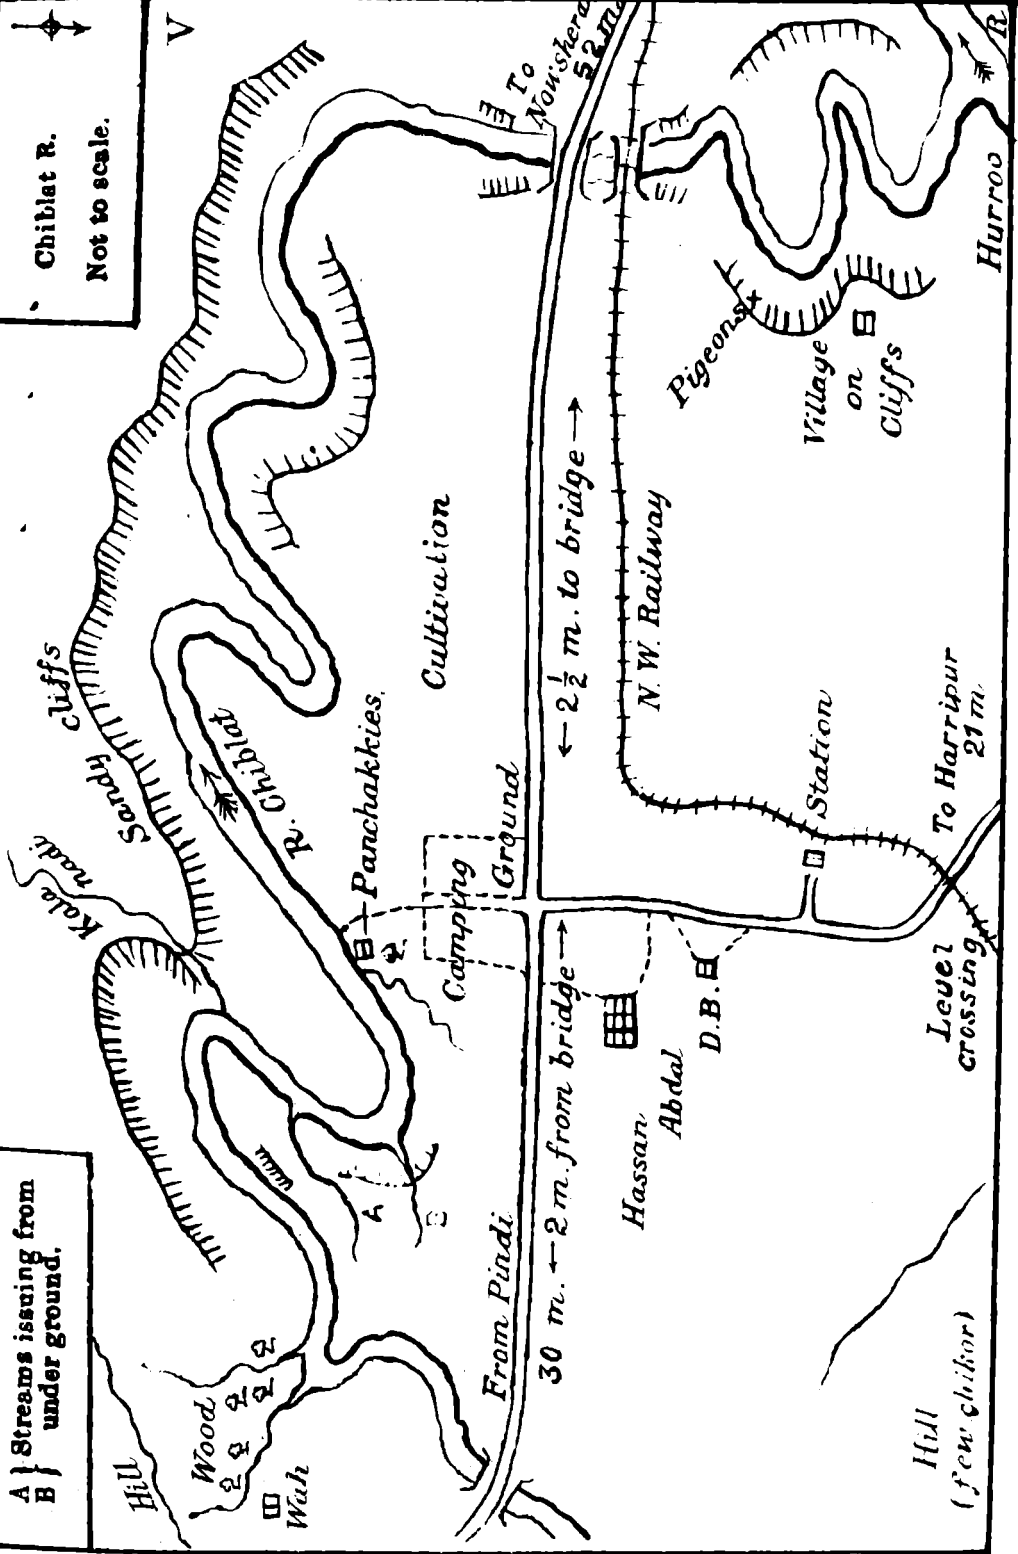 A } Streams issuing from
B } under ground.
Chiblat R.
Not to scale.
V
Hill
Wood
Wah
Kala
nadi
Sandy cliffs
R. Chiblat
A
B
Panchakkies.
Cultivation
Camping
Ground
To
Nowshera
52 m.
From Pindi
30 m. ← 2 m. from bridge →
← 2 1/2 m. to bridge →
N. W. Railway
Hassan
Abdal
D.B.
Station
Pigeons
Village
on
Cliffs
Hurroo
R
To Harripur
21 m
Level
crossing
Hill
(few chikor)